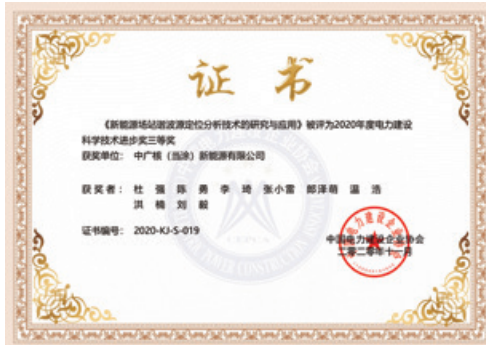 证书
《新能源场站谐波源定位分析技术的研究与应用》被评为2020年度电力建设
科学技术进步奖三等奖
获奖单位： 中广核（当涂）新能源有限公司
获奖者： 杜强 陈勇 李琦 张小雷 郎泽萌 温浩
洪楠 刘毅
证书编号： 2020-KJ-S-019
中国电力建设企业协会
二零二零年十一月